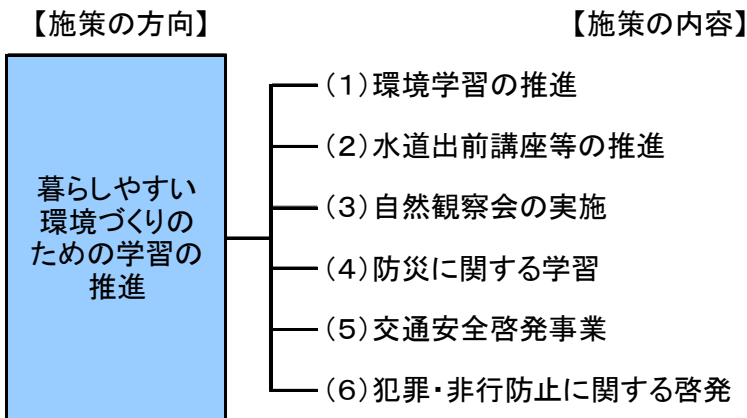 【施策の方向】
【施策の内容】
暮らしやすい
環境づくりの
ための学習の
推進
(1)環境学習の推進
(2)水道出前講座等の推進
(3)自然観察会の実施
(4)防災に関する学習
(5)交通安全啓発事業
(6)犯罪・非行防止に関する啓発